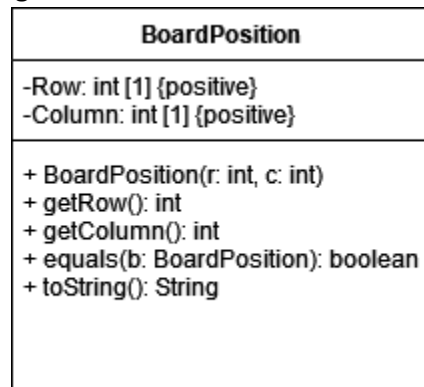 BoardPosition
-Row: int [1] {positive}
-Column: int [1] {positive}
+ BoardPosition(r: int, c: int)
+ getRow(): int
+ getColumn(): int
+ equals(b: BoardPosition): boolean
+ toString(): String